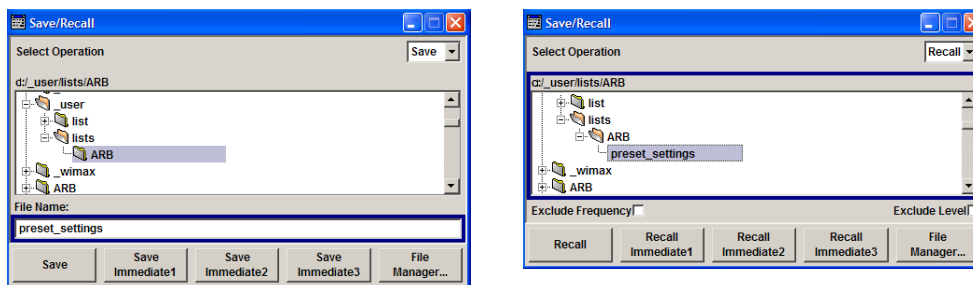 Save/Recall
Select Operation
Save
d:/_user/lists/ARB
_user
list
lists
ARB
_wimax
ARB
File Name:
preset_settings
Save
Save Immediate1
Save Immediate2
Save Immediate3
File Manager...
Save/Recall
Select Operation
Recall
d:/_user/lists/ARB
list
lists
ARB
preset_settings
_wimax
ARB
Exclude Frequency
Exclude Level
Recall
Recall Immediate1
Recall Immediate2
Recall Immediate3
File Manager...